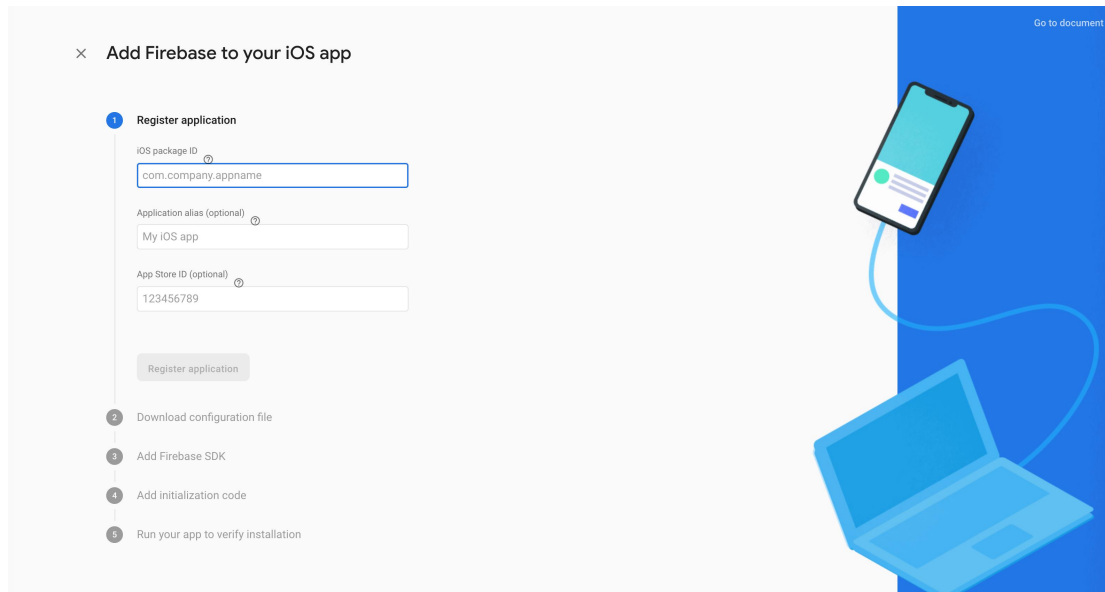 Go to document
Add Firebase to your iOS app
1 Register application
iOS package ID
com.company.appname
Application alias (optional)
My iOS app
App Store ID (optional)
123456789
Register application
2 Download configuration file
3 Add Firebase SDK
4 Add initialization code
5 Run your app to verify installation